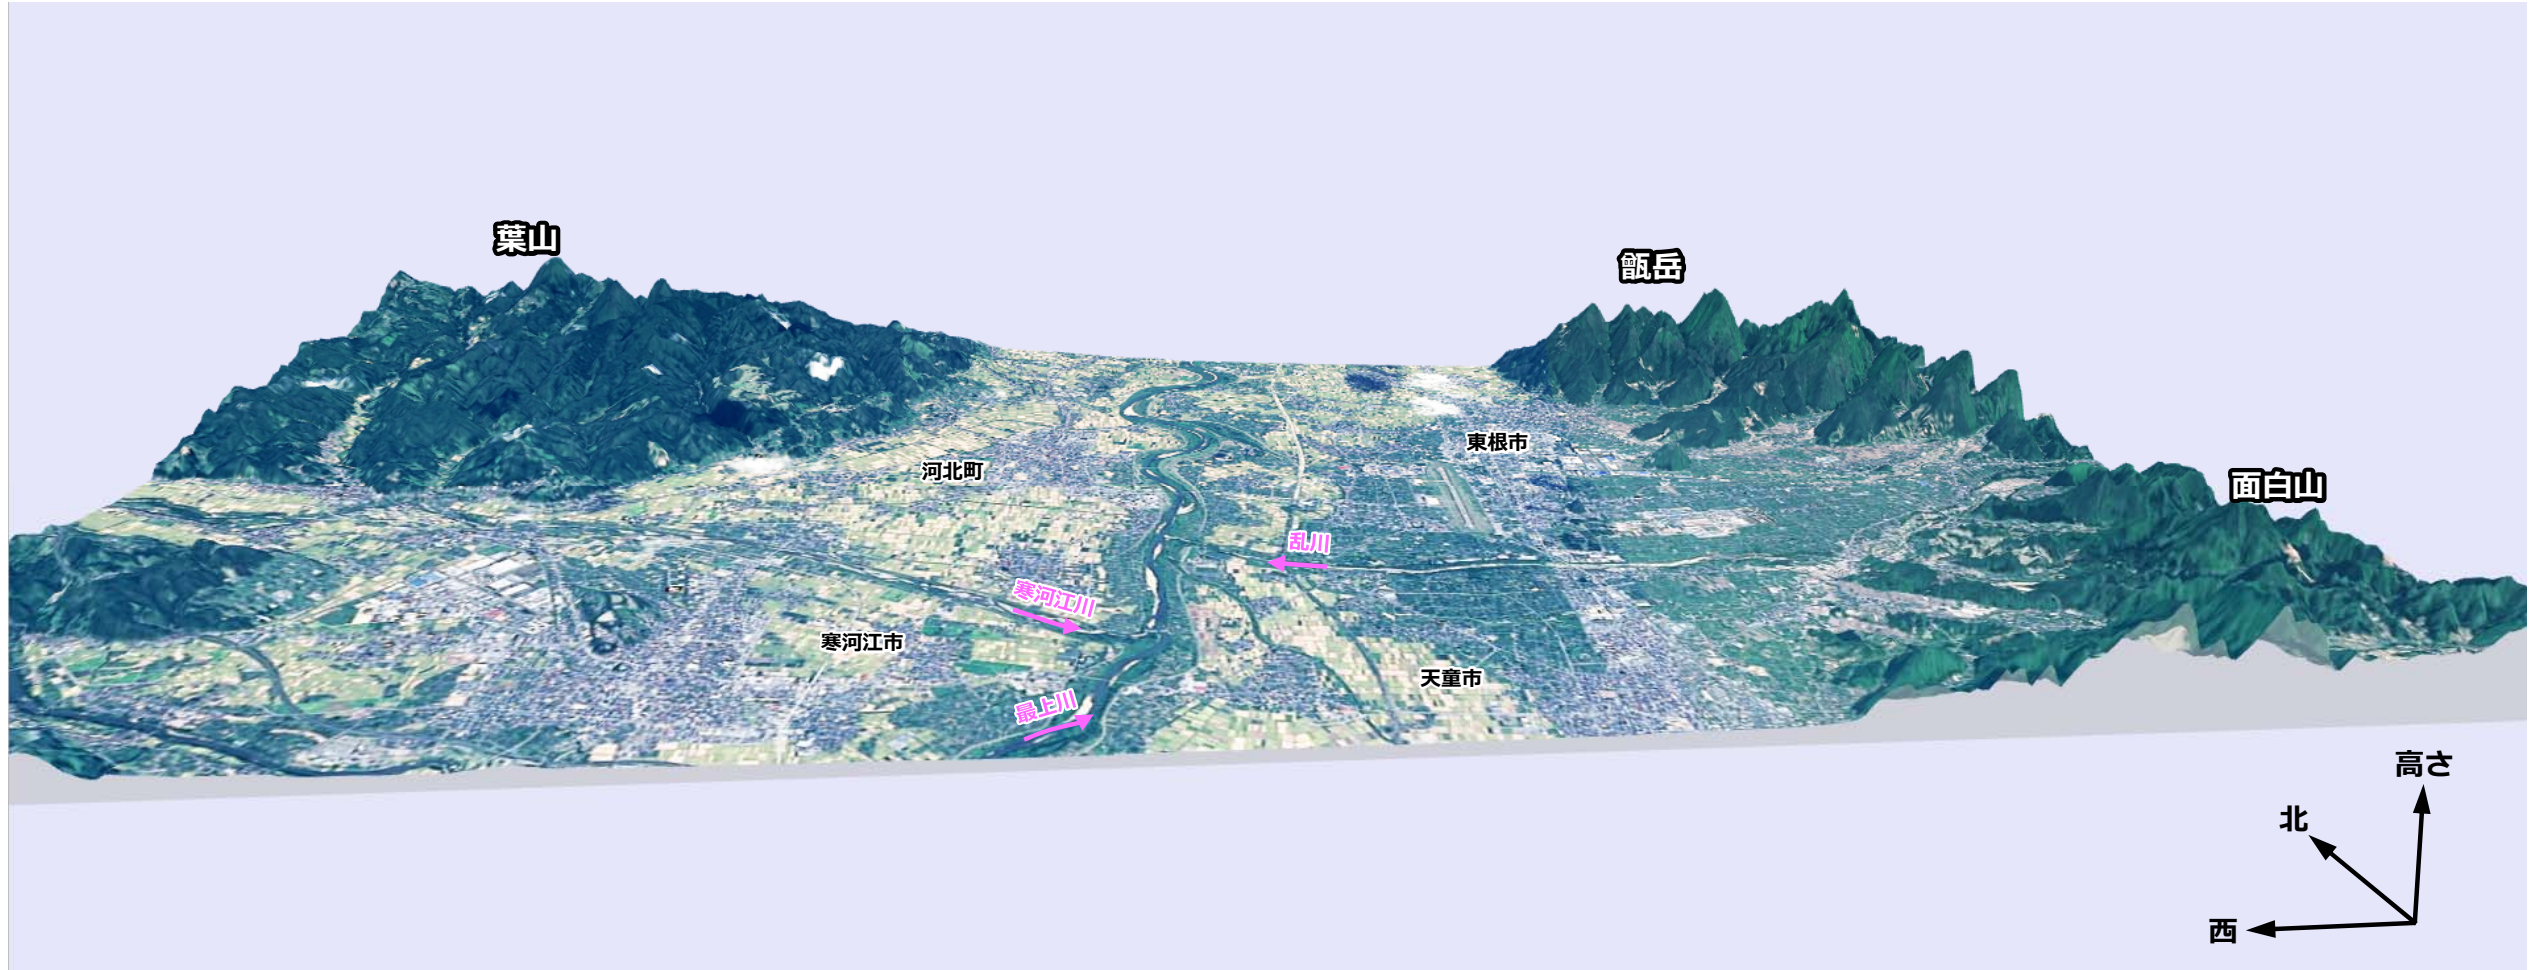 葉山
甑岳
東根市
河北町
面白山
乱川
寒河江川
寒河江市
天童市
最上川
高さ
北
西